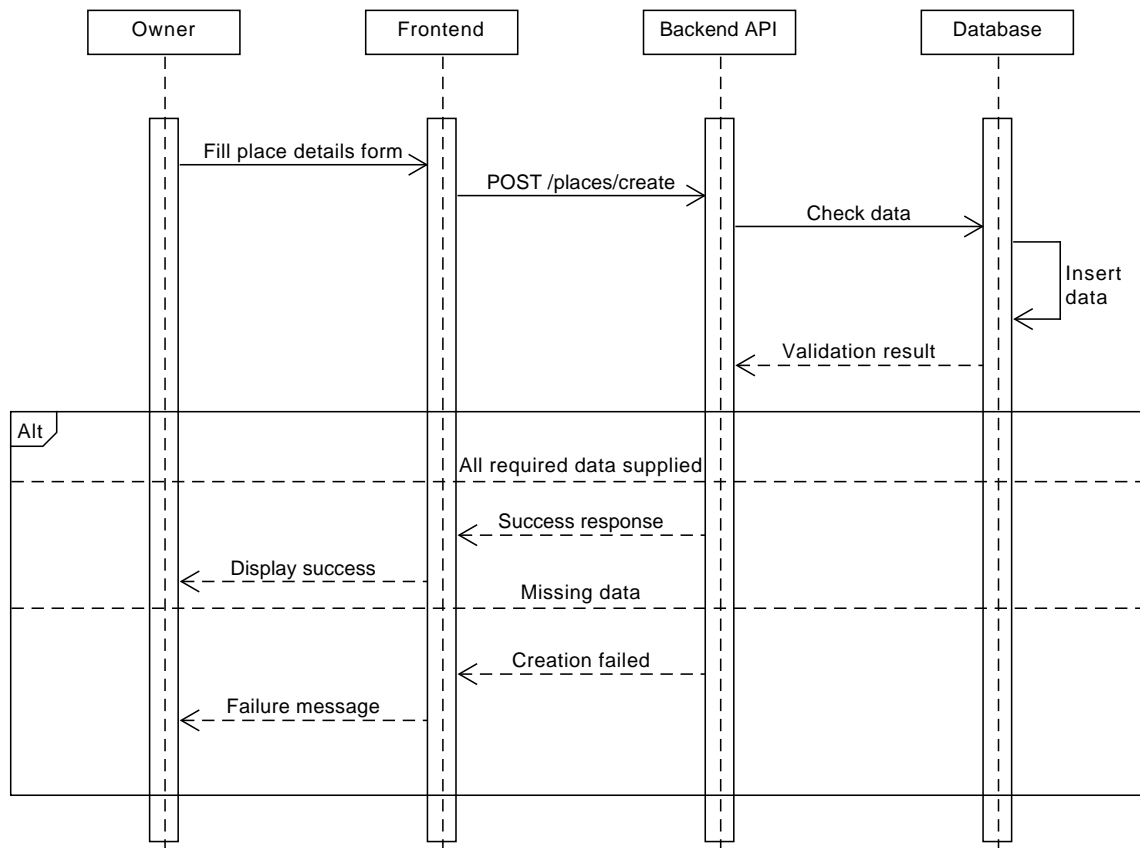 Owner
Frontend
Backend API
Database
Fill place details form
POST /places/create
Check data
Insert
data
Validation result
Alt
All required data supplied
Success response
Display success
Missing data
Creation failed
Failure message